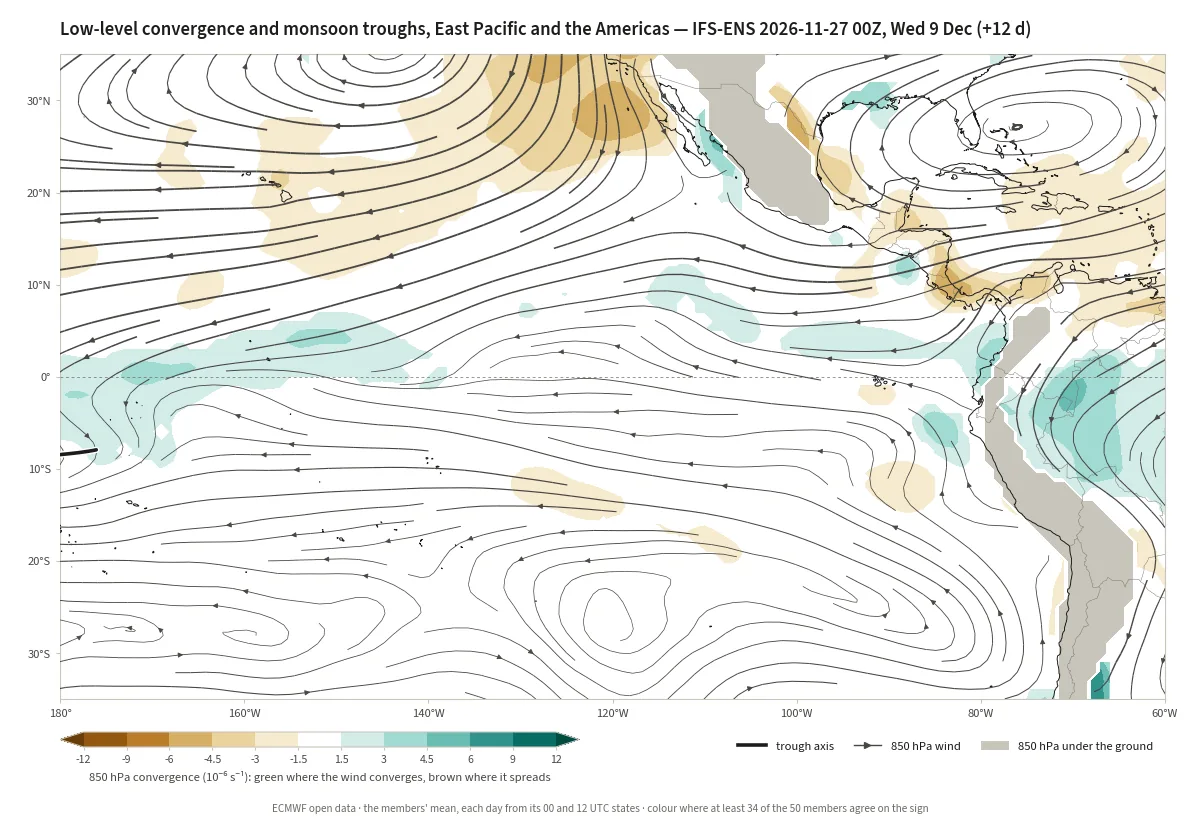 Low-level convergence and monsoon troughs, East Pacific and the Americas — IFS-ENS 2026-11-27 00Z, Wed 9 Dec (+12 d)
30°N
20°N
10°N
0°
10°S
20°S
30°S
180° 160°W 140°W 120°W 100°W 80°W 60°W
-12 -9 -6 -4.5 -3 -1.5 1.5 3 4.5 6 9 12
850 hPa convergence (10⁻⁶ s⁻¹): green where the wind converges, brown where it spreads
trough axis 850 hPa wind 850 hPa under the ground
ECMWF open data · the members' mean, each day from its 00 and 12 UTC states · colour where at least 34 of the 50 members agree on the sign